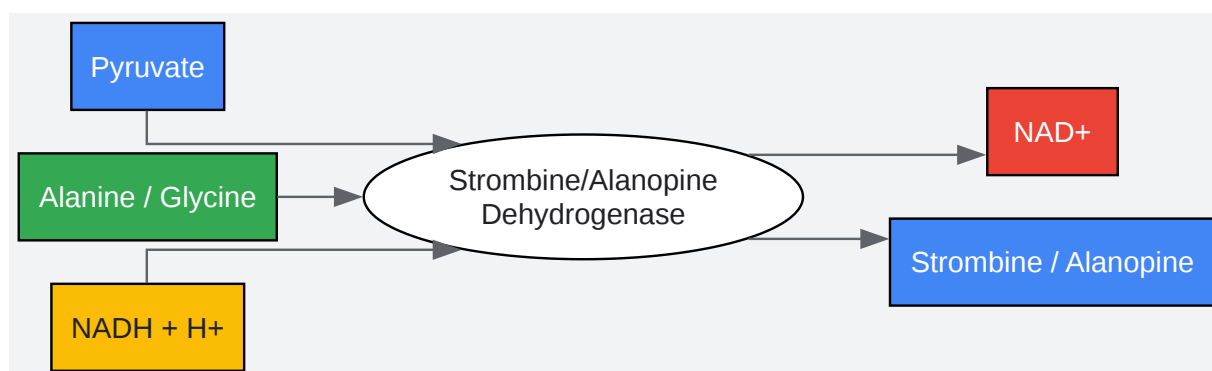 Pyruvate
Alanine / Glycine
NADH + H+
Strombine/Alanopine
Dehydrogenase
NAD+
Strombine / Alanopine